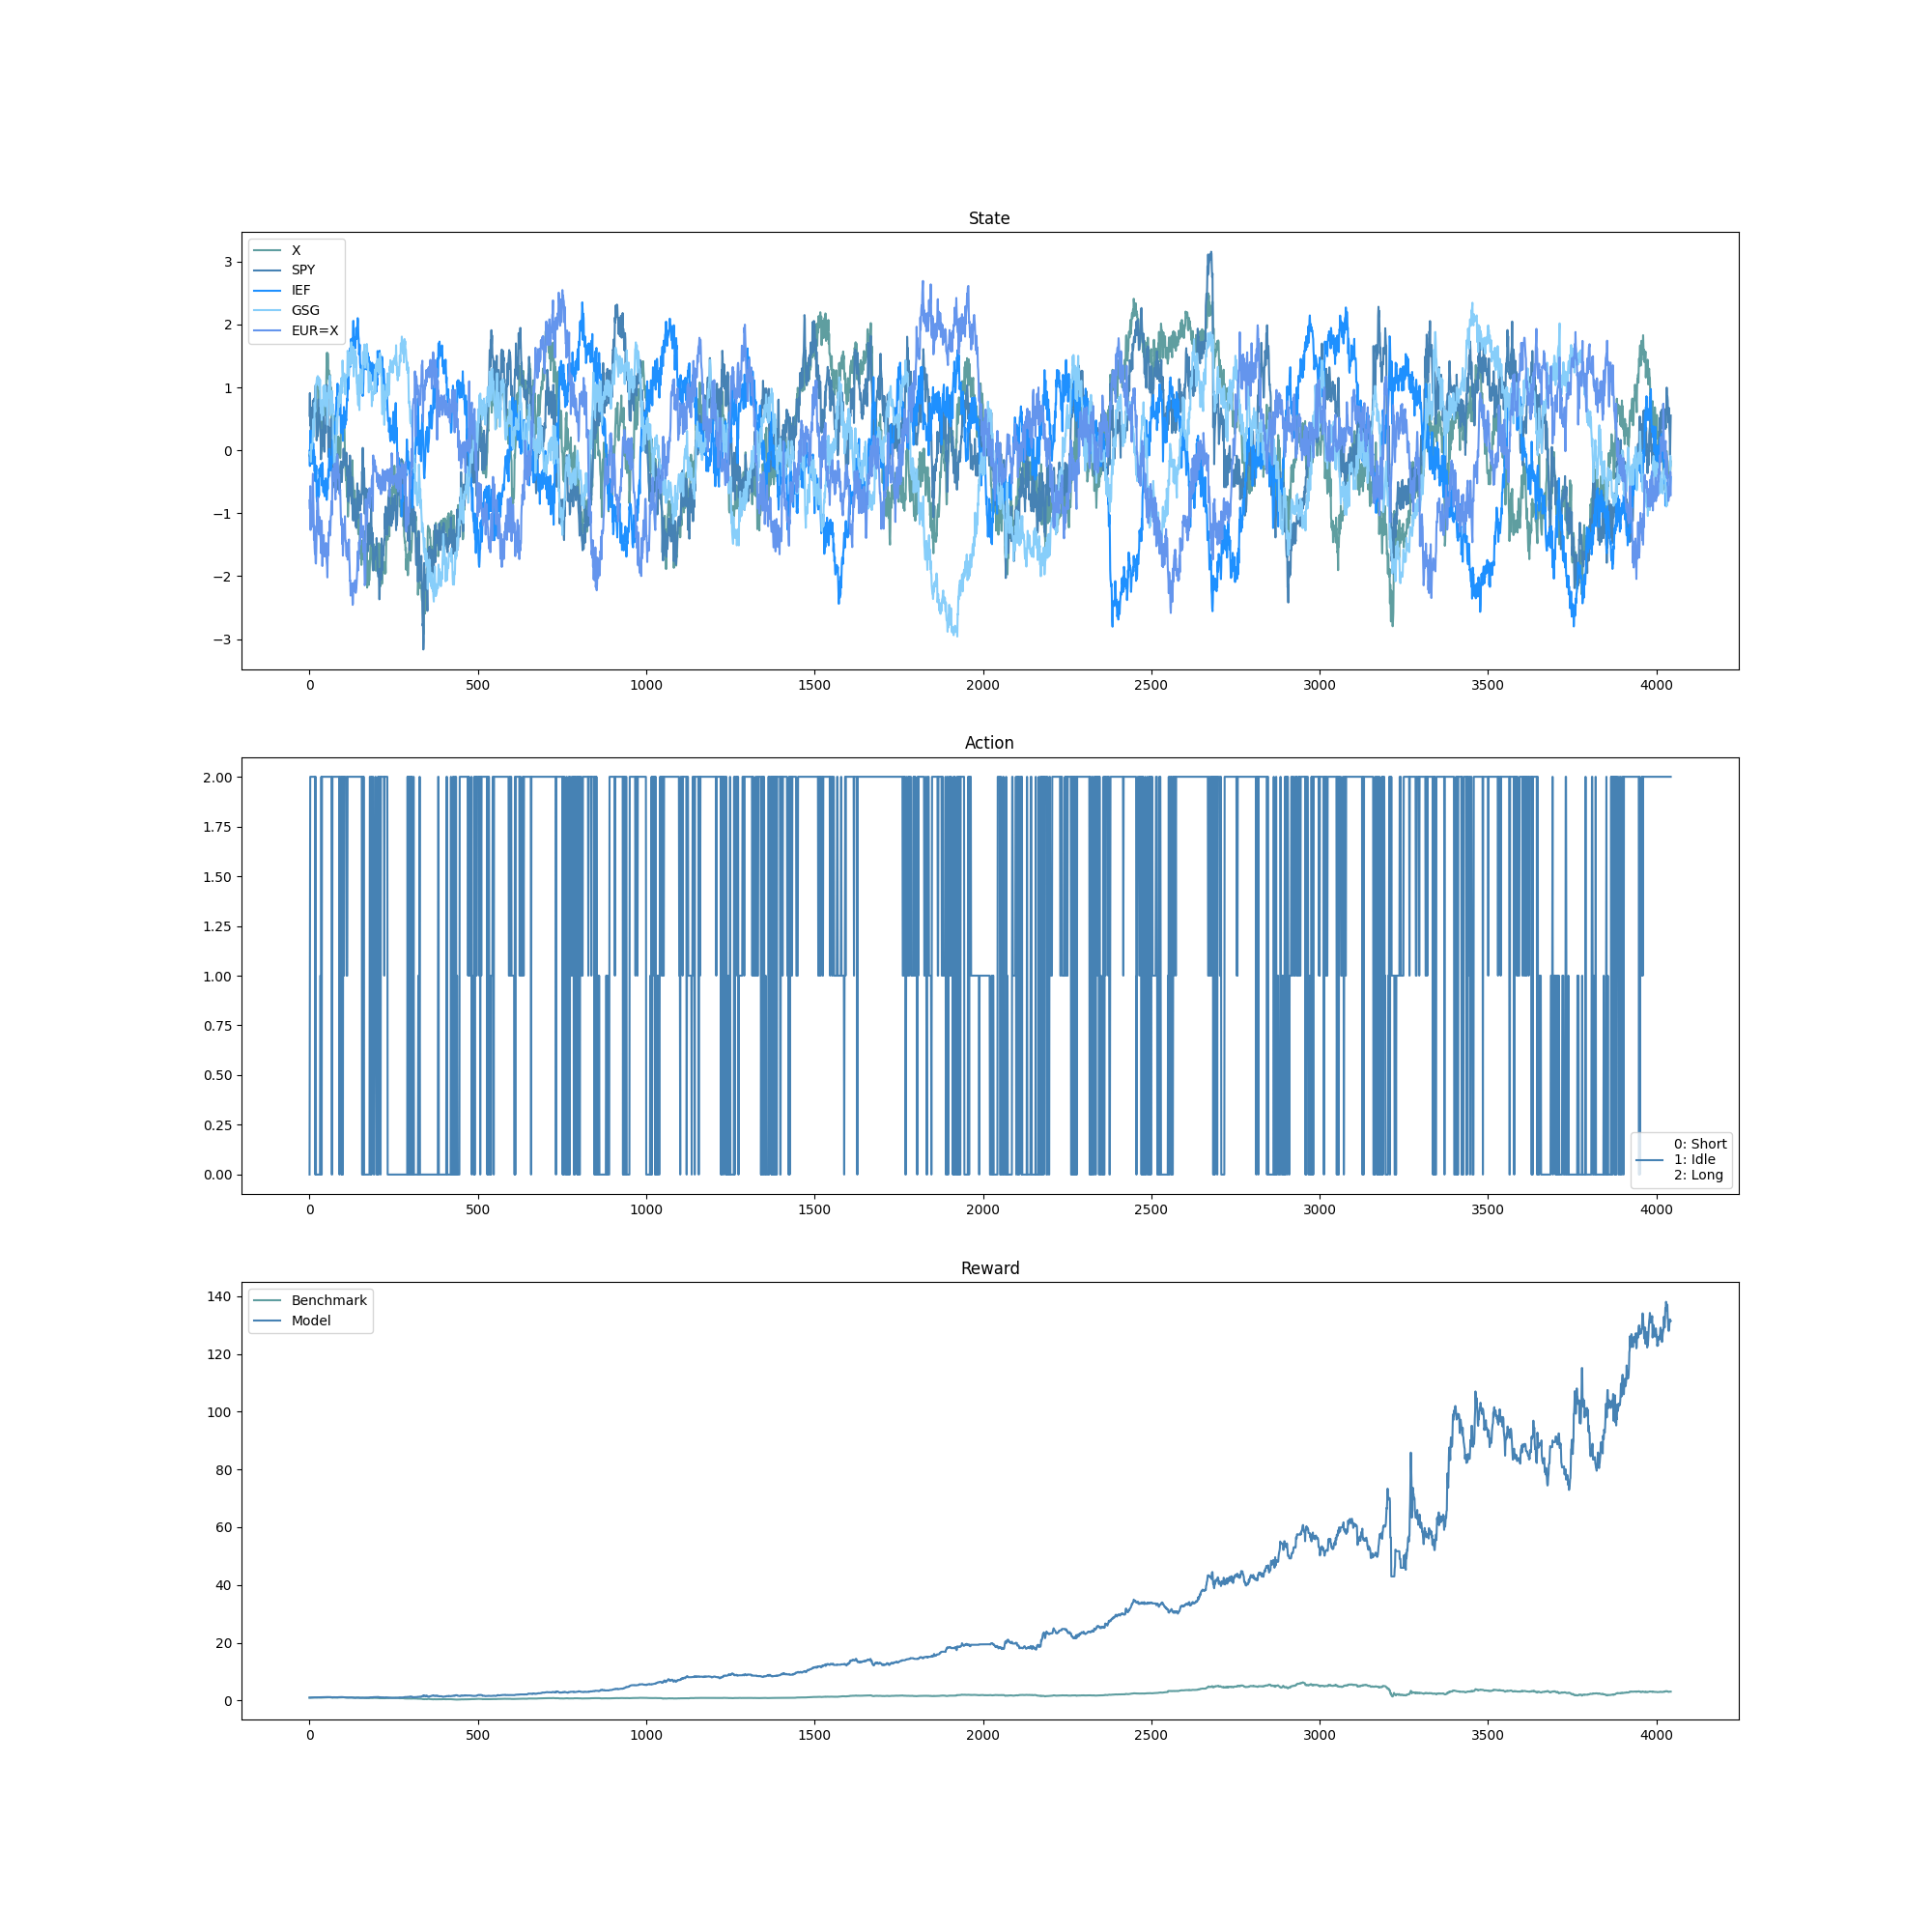 State
X
SPY
IEF
GSG
EUR=X
3
2
1
0
−1
−2
−3
0 500 1000 1500 2000 2500 3000 3500 4000
Action
2.00
1.75
1.50
1.25
1.00
0.75
0.50
0.25
0.00
0: Short
1: Idle
2: Long
0 500 1000 1500 2000 2500 3000 3500 4000
Reward
Benchmark
Model
140
120
100
80
60
40
20
0
0 500 1000 1500 2000 2500 3000 3500 4000